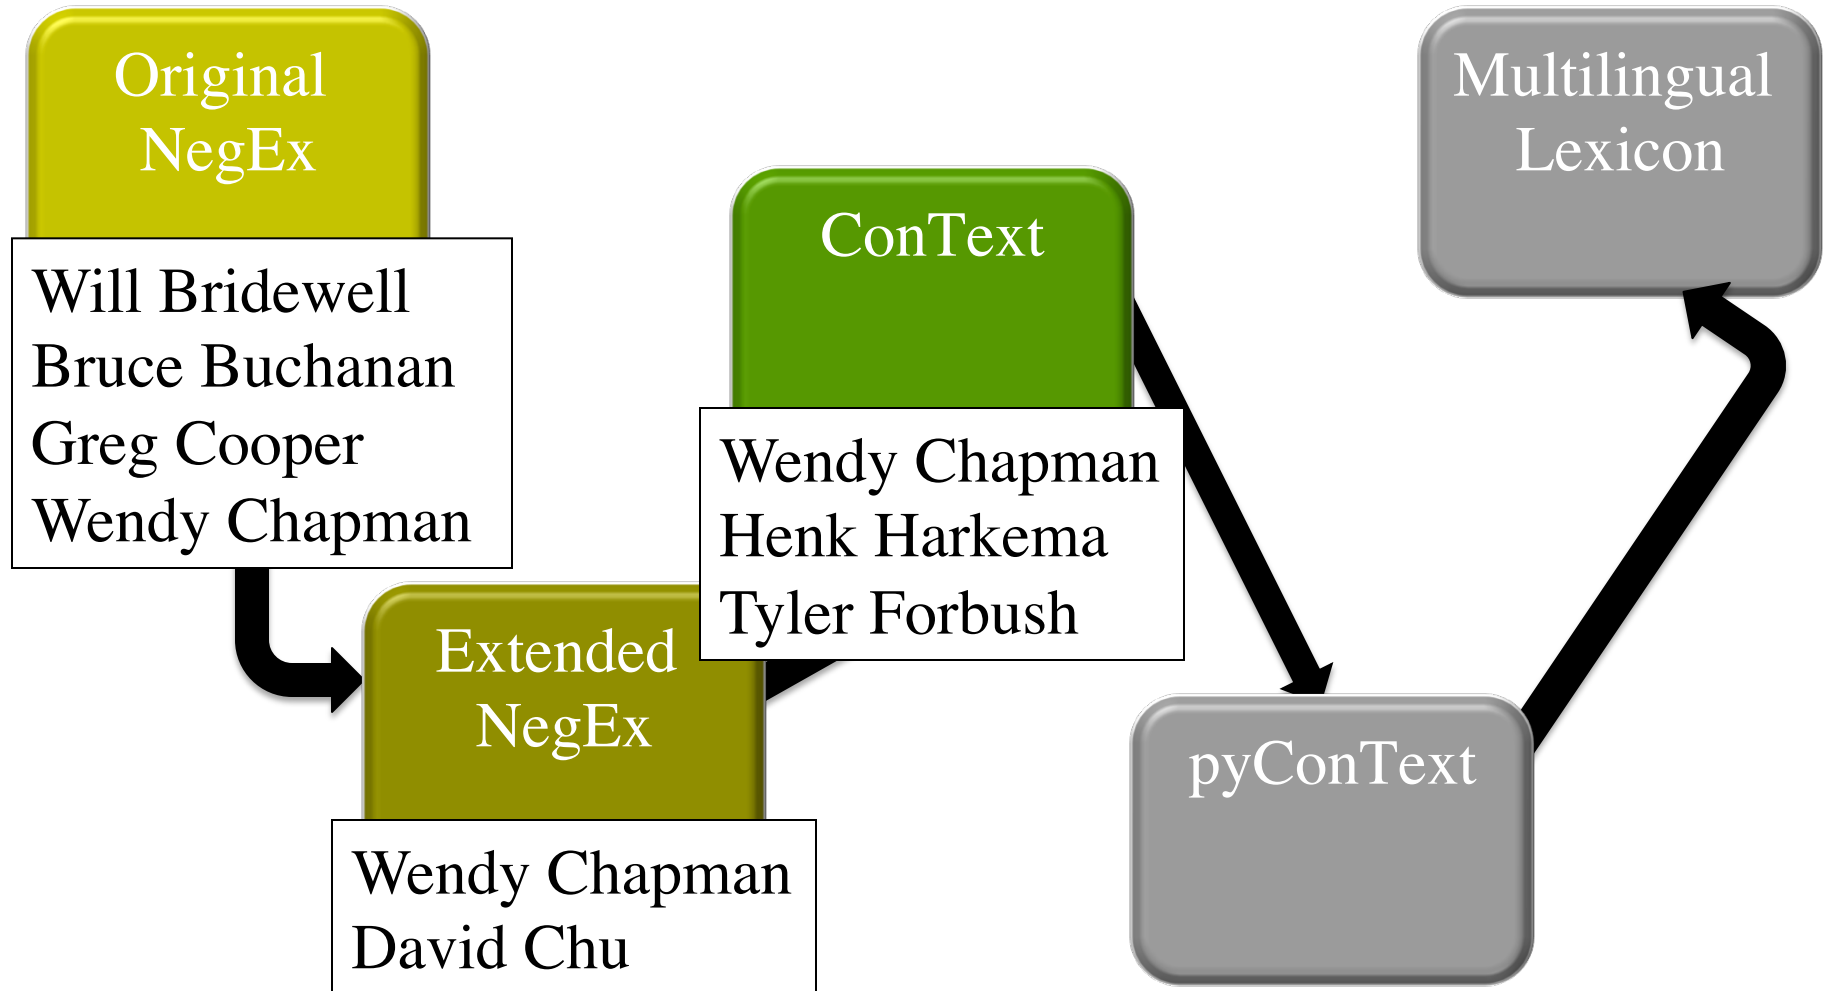 Original
NegEx
Will Bridewell
Bruce Buchanan
Greg Cooper
Wendy Chapman
Extended
NegEx
Wendy Chapman
David Chu
ConText
Wendy Chapman
Henk Harkema
Tyler Forbush
pyConText
Multilingual
Lexicon